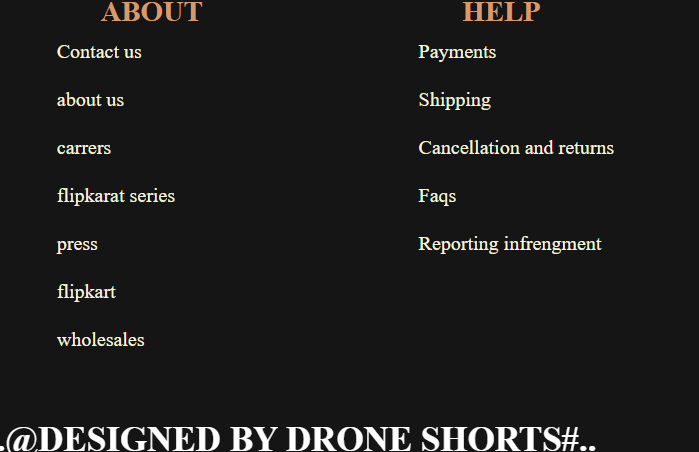 ABOUT
Contact us
about us
carrers
flipkarat series
press
flipkart
wholesales
HELP
Payments
Shipping
Cancellation and returns
Faqs
Reporting infrengment
.@DESIGNED BY DRONE SHORTS#..